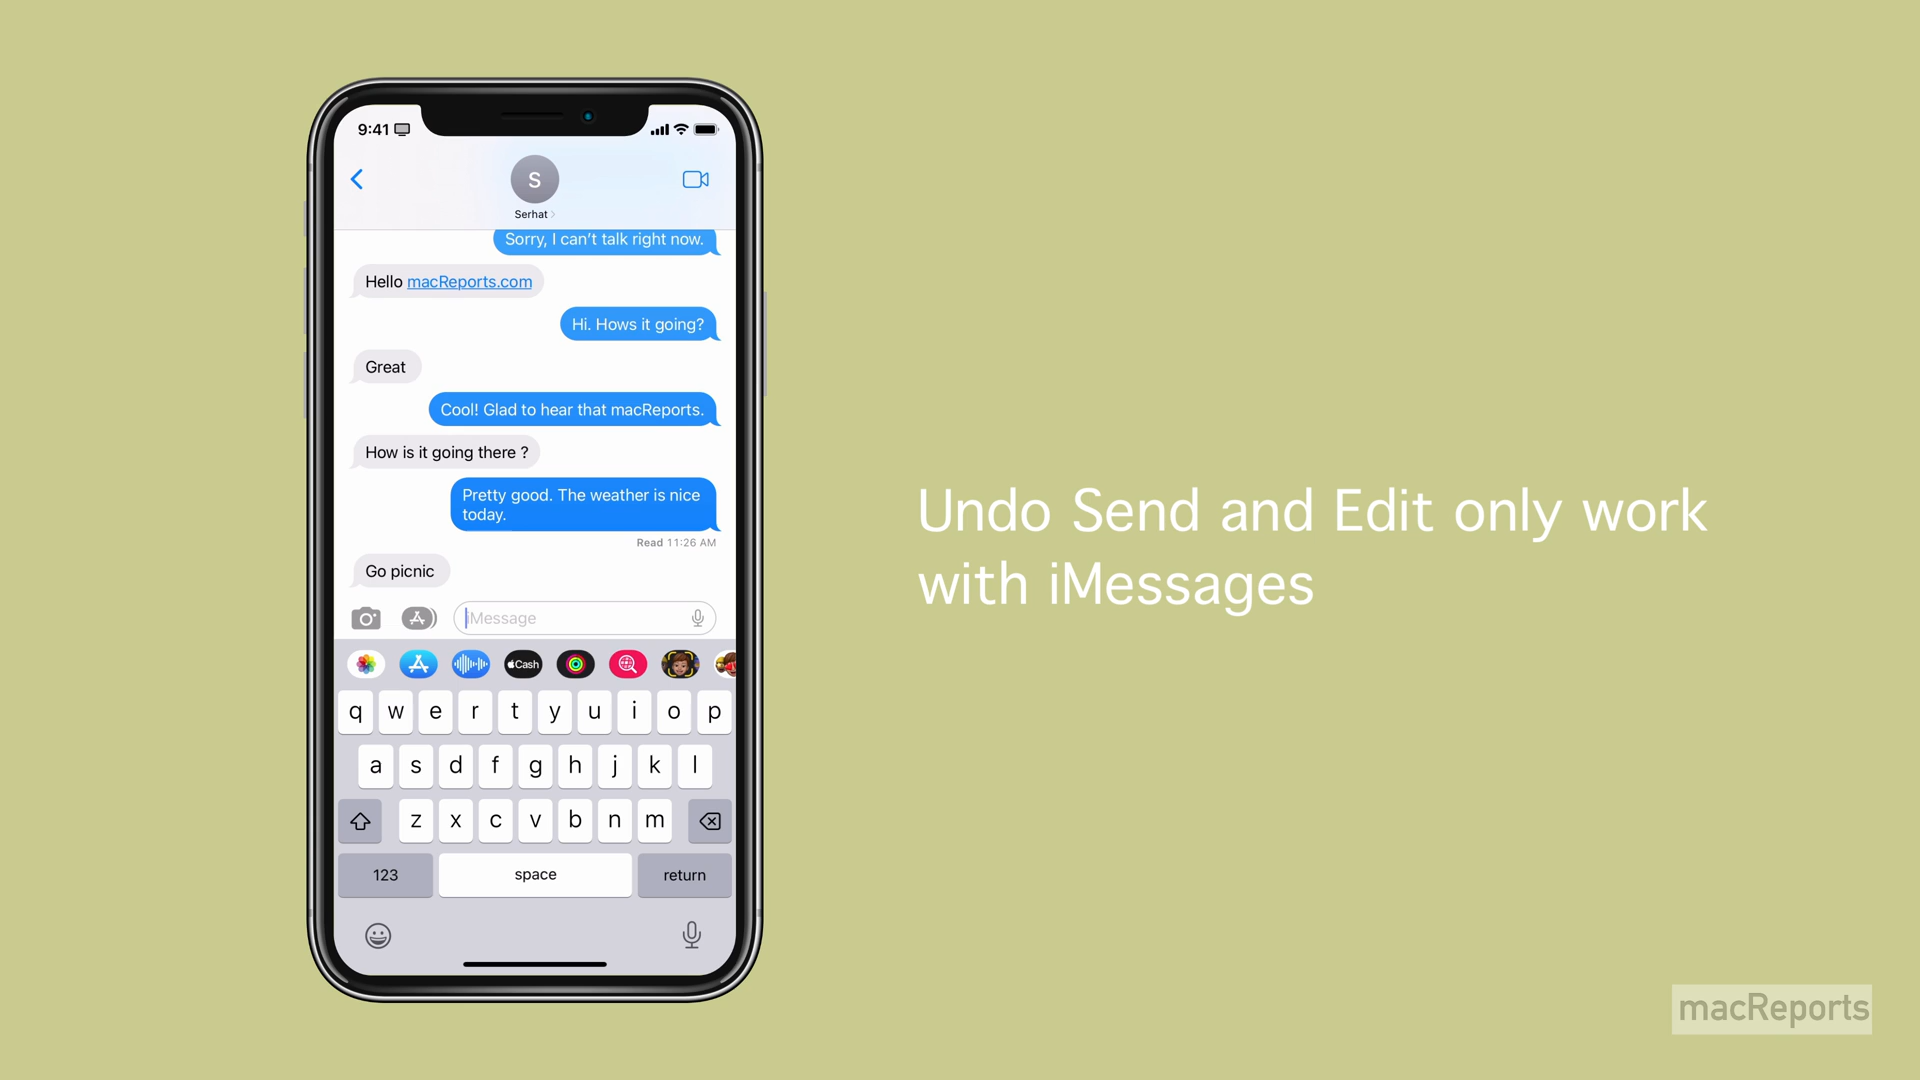 9:41
S
Serhat
Sorry, I can't talk right now.
Hello macReports.com
Hi. Hows it going?
Great
Cool! Glad to hear that macReports.
How is it going there ?
Pretty good. The weather is nice
today.
Read 11:26 AM
Go picnic
iMessage
Cash
q w e r t y u i o p
a s d f g h j k l
z x c v b n m
123 space return
Undo Send and Edit only work
with iMessages
macReports